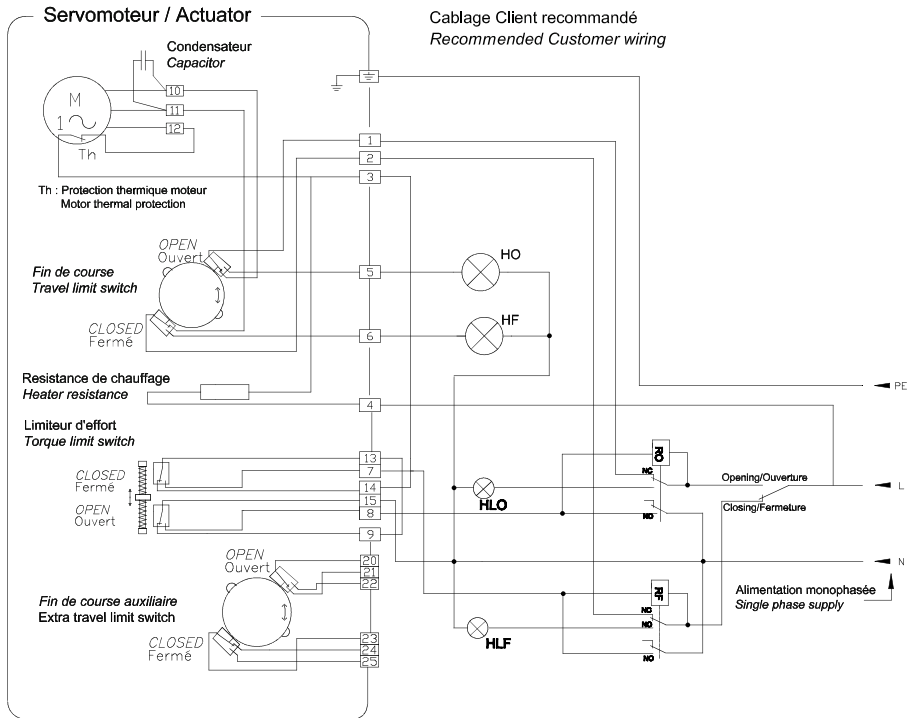 Servomoteur / Actuator
Cablage Client recommandé
Recommended Customer wiring
Condensateur
Capacitor
M
1
Th
10
11
12
1
2
3
Th : Protection thermique moteur
Motor thermal protection
OPEN
Ouvert
Fin de course
Travel limit switch
CLOSED
Fermé
5
HO
6
HF
Resistance de chauffage
Heater resistance
4
PE
Limiteur d'effort
Torque limit switch
CLOSED
Fermé
OPEN
Ouvert
13
7
14
15
8
9
RO
NC
NO
HLO
Opening/Ouverture
Closing/Fermeture
L
N
OPEN
Ouvert
20
21
22
Fin de course auxiliaire
Extra travel limit switch
CLOSED
Fermé
23
24
25
RF
NC
NO
NO
HLF
Alimentation monophasée
Single phase supply